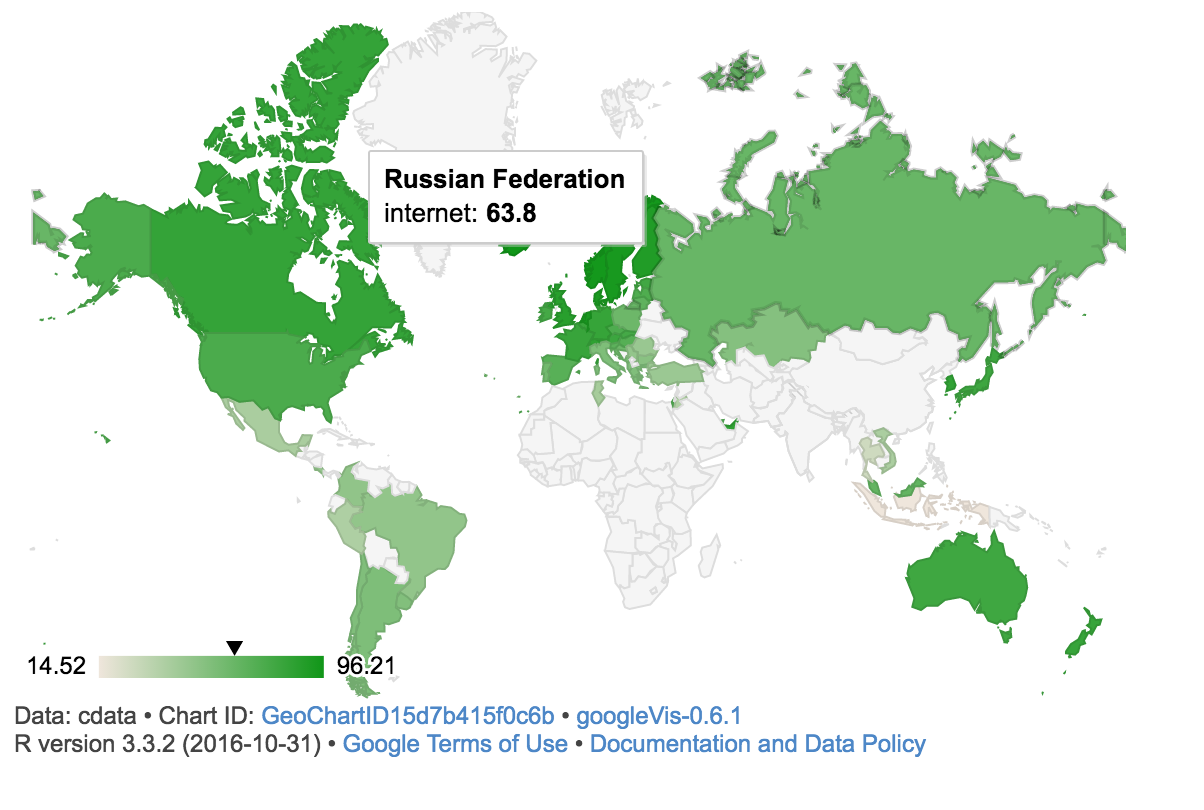 Russian Federation
internet: 63.8
14.52 96.21
Data: cdata • Chart ID: GeoChartID15d7b415f0c6b • googleVis-0.6.1
R version 3.3.2 (2016-10-31) • Google Terms of Use • Documentation and Data Policy